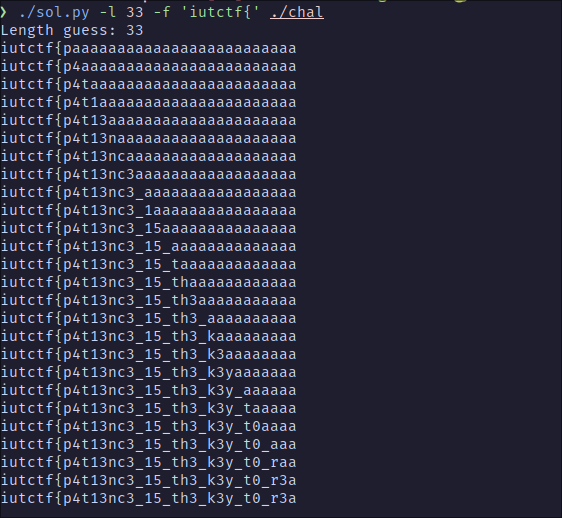 ❯ ./sol.py -l 33 -f 'iutctf{' ./chal
Length guess: 33
iutctf{paaaaaaaaaaaaaaaaaaaaaaaaa
iutctf{p4aaaaaaaaaaaaaaaaaaaaaaaa
iutctf{p4taaaaaaaaaaaaaaaaaaaaaaa
iutctf{p4t1aaaaaaaaaaaaaaaaaaaaaa
iutctf{p4t13aaaaaaaaaaaaaaaaaaaaa
iutctf{p4t13naaaaaaaaaaaaaaaaaaaa
iutctf{p4t13ncaaaaaaaaaaaaaaaaaaa
iutctf{p4t13nc3aaaaaaaaaaaaaaaaaa
iutctf{p4t13nc3_aaaaaaaaaaaaaaaaa
iutctf{p4t13nc3_1aaaaaaaaaaaaaaaa
iutctf{p4t13nc3_15aaaaaaaaaaaaaaa
iutctf{p4t13nc3_15_aaaaaaaaaaaaaa
iutctf{p4t13nc3_15_taaaaaaaaaaaaa
iutctf{p4t13nc3_15_thaaaaaaaaaaaa
iutctf{p4t13nc3_15_th3aaaaaaaaaaa
iutctf{p4t13nc3_15_th3_aaaaaaaaaa
iutctf{p4t13nc3_15_th3_kaaaaaaaaa
iutctf{p4t13nc3_15_th3_k3aaaaaaaa
iutctf{p4t13nc3_15_th3_k3yaaaaaaa
iutctf{p4t13nc3_15_th3_k3y_aaaaaa
iutctf{p4t13nc3_15_th3_k3y_taaaaa
iutctf{p4t13nc3_15_th3_k3y_t0aaaa
iutctf{p4t13nc3_15_th3_k3y_t0_aaa
iutctf{p4t13nc3_15_th3_k3y_t0_raa
iutctf{p4t13nc3_15_th3_k3y_t0_r3a
iutctf{p4t13nc3_15_th3_k3y_t0_r3a